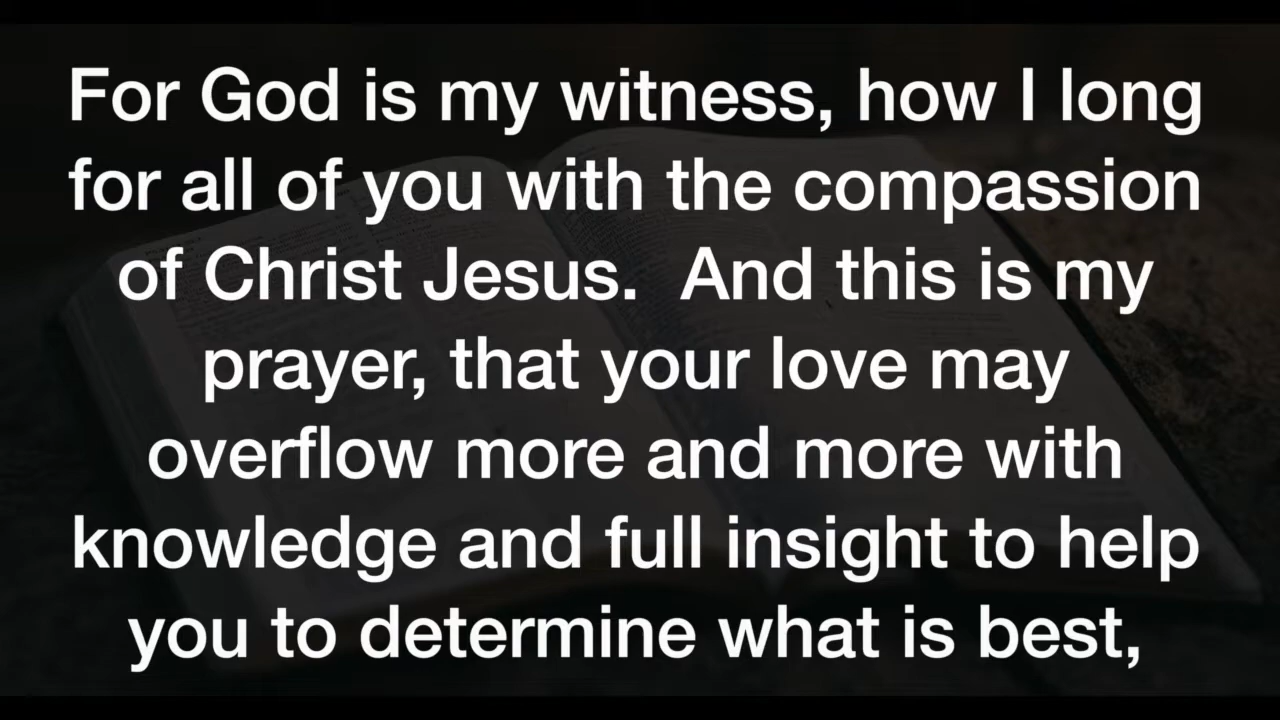 For God is my witness, how I long
for all of you with the compassion
of Christ Jesus.  And this is my
prayer, that your love may
overflow more and more with
knowledge and full insight to help
you to determine what is best,